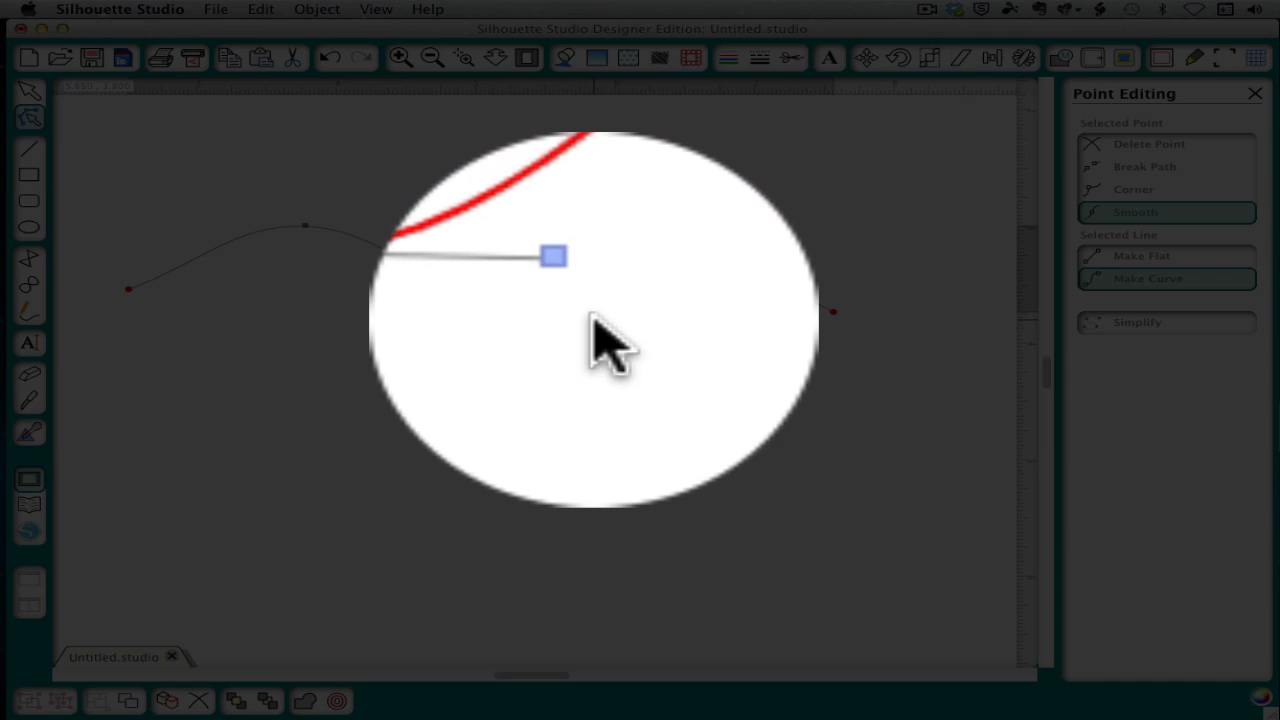 Silhouette Studio File Edit Object View Help
Silhouette Studio Designer Edition: Untitled.studio
A
Point Editing
Selected Point
Delete Point
Break Path
Corner
Smooth
Selected Line
Make Flat
Make Curve
Simplify
A
Untitled.studio